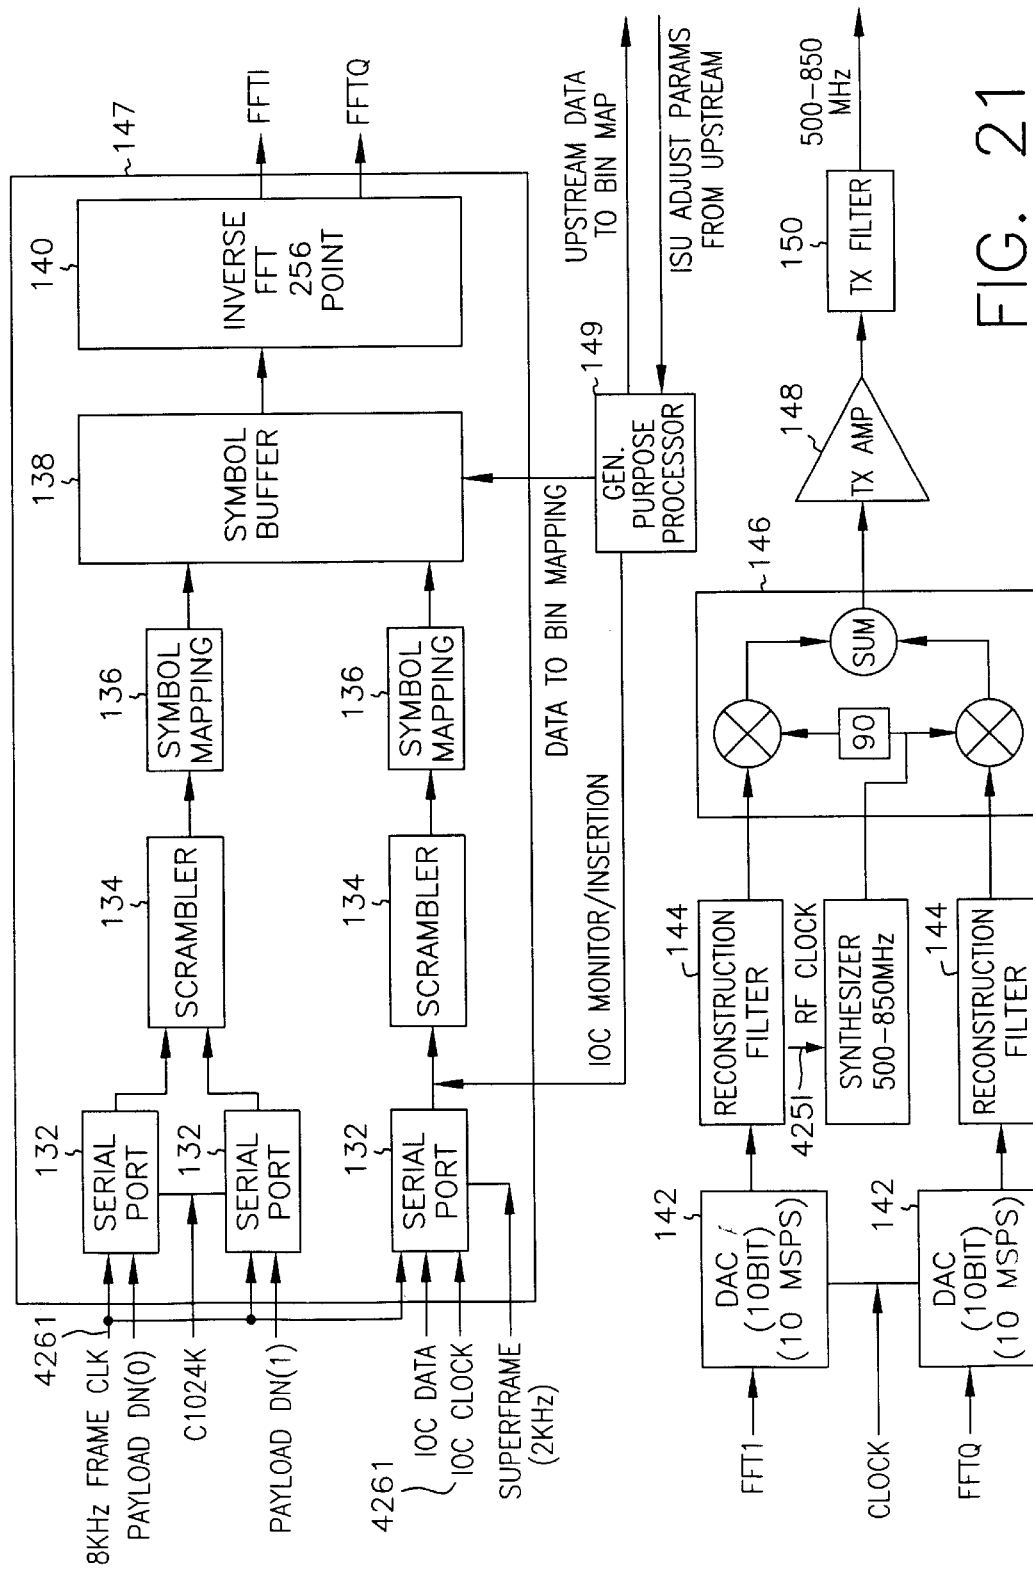 8KHz FRAME CLK
4261
PAYLOAD DN(0)
C1024K
PAYLOAD DN(1)
4261
IOC DATA
IOC CLOCK
SUPERFRAME
(2KHz)
132
SERIAL
PORT
132
SERIAL
PORT
132
SERIAL
PORT
134
SCRAMBLER
134
SCRAMBLER
136
SYMBOL
MAPPING
136
SYMBOL
MAPPING
138
SYMBOL
BUFFER
140
INVERSE
FFT
256
POINT
147
FFTI
FFTQ
IOC MONITOR/INSERTION
DATA TO BIN MAPPING
149
GEN.
PURPOSE
PROCESSOR
UPSTREAM DATA
TO BIN MAP
ISU ADJUST PARAMS
FROM UPSTREAM
FFT1
CLOCK
FFTQ
142
DAC
(10BIT)
(10 MSPS)
142
DAC
(10BIT)
(10 MSPS)
144
RECONSTRUCTION
FILTER
4251
RF CLOCK
SYNTHESIZER
500-850MHz
144
RECONSTRUCTION
FILTER
146
90
SUM
148
TX AMP
150
TX FILTER
500-850
MHz
FIG. 21